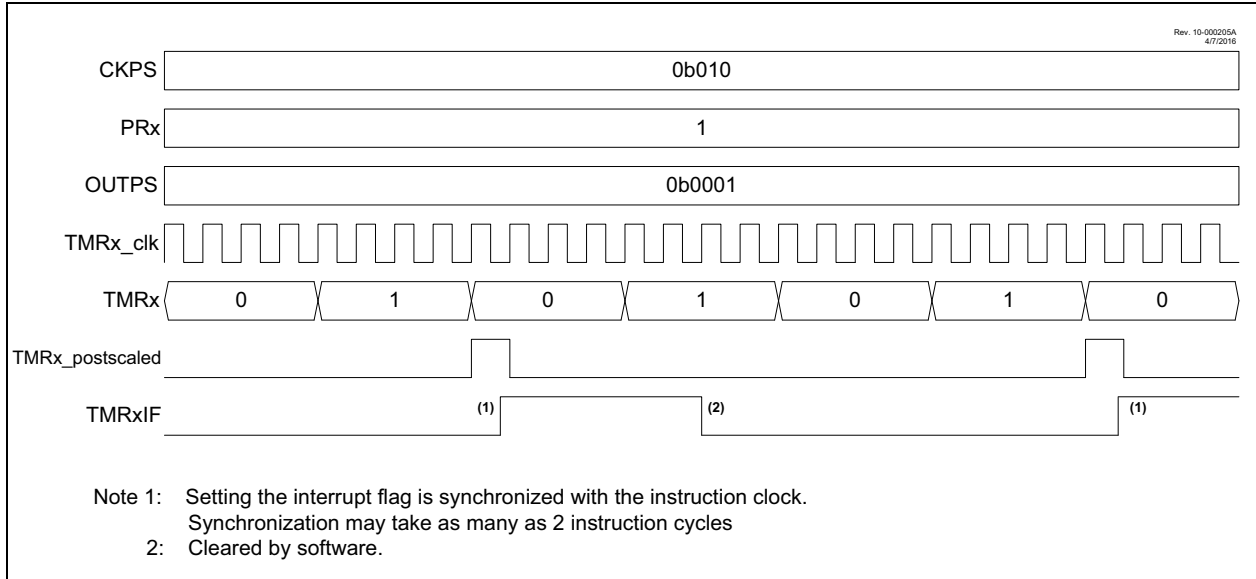 Rev. 10-000205A
4/7/2016
CKPS 0b010
PRx 1
OUTPS 0b0001
TMRx_clk
TMRx 0 1 0 1 0 1 0
TMRx_postscaled
TMRxIF (1) (2) (1)
Note 1: Setting the interrupt flag is synchronized with the instruction clock.
Synchronization may take as many as 2 instruction cycles
2: Cleared by software.